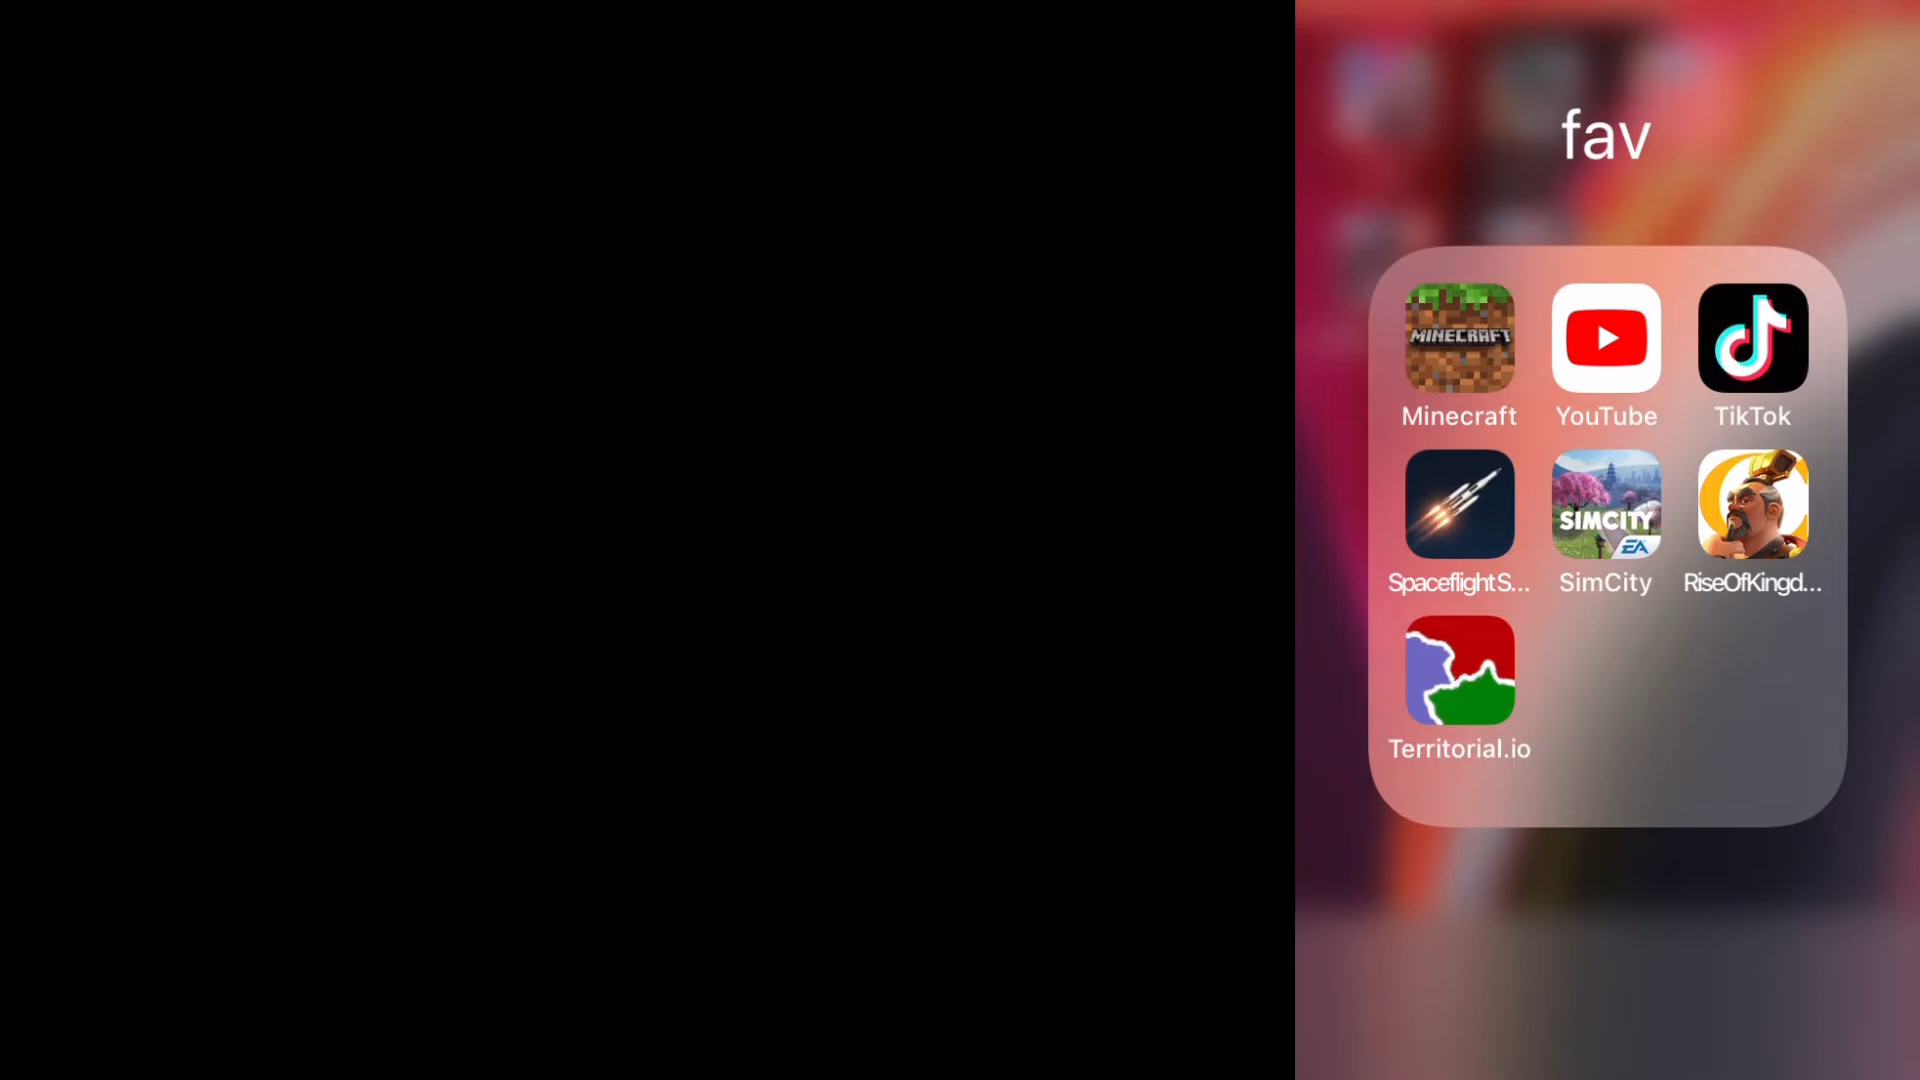 fav
MINECRAFT
Minecraft YouTube TikTok
SIMCITY
EA
SpaceflightS... SimCity RiseOfKingd...
Territorial.io